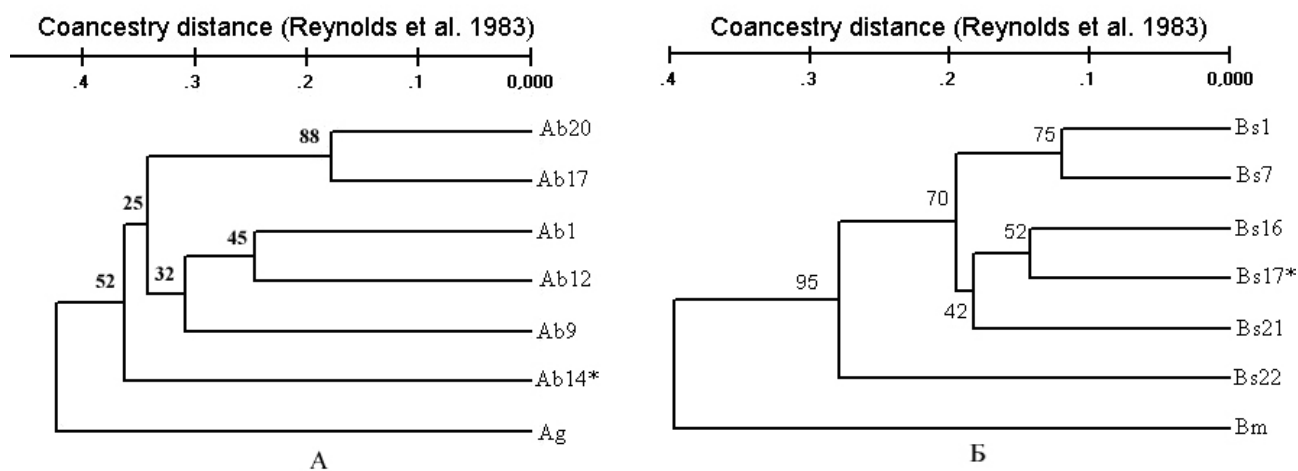 Coancestry distance (Reynolds et al. 1983)
.4 .3 .2 .1 0,000
88
25
52
32
45
Ab20
Ab17
Ab1
Ab12
Ab9
Ab14*
Ag
А
Coancestry distance (Reynolds et al. 1983)
.4 .3 .2 .1 0,000
75
70
52
95
42
Bs1
Bs7
Bs16
Bs17*
Bs21
Bs22
Bm
Б